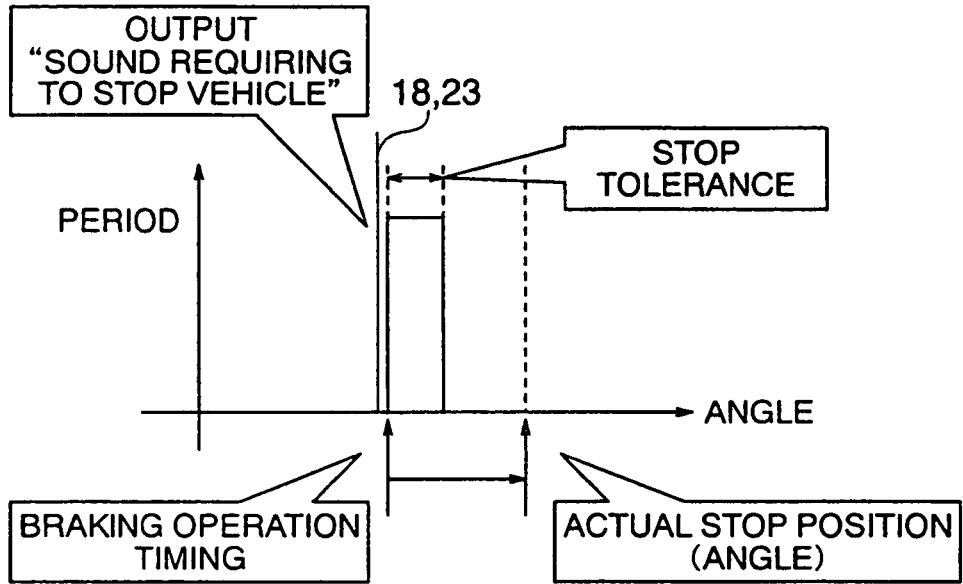 OUTPUT
“SOUND REQUIRING
TO STOP VEHICLE”
18,23
STOP
TOLERANCE
PERIOD
ANGLE
BRAKING OPERATION
TIMING
ACTUAL STOP POSITION
(ANGLE)